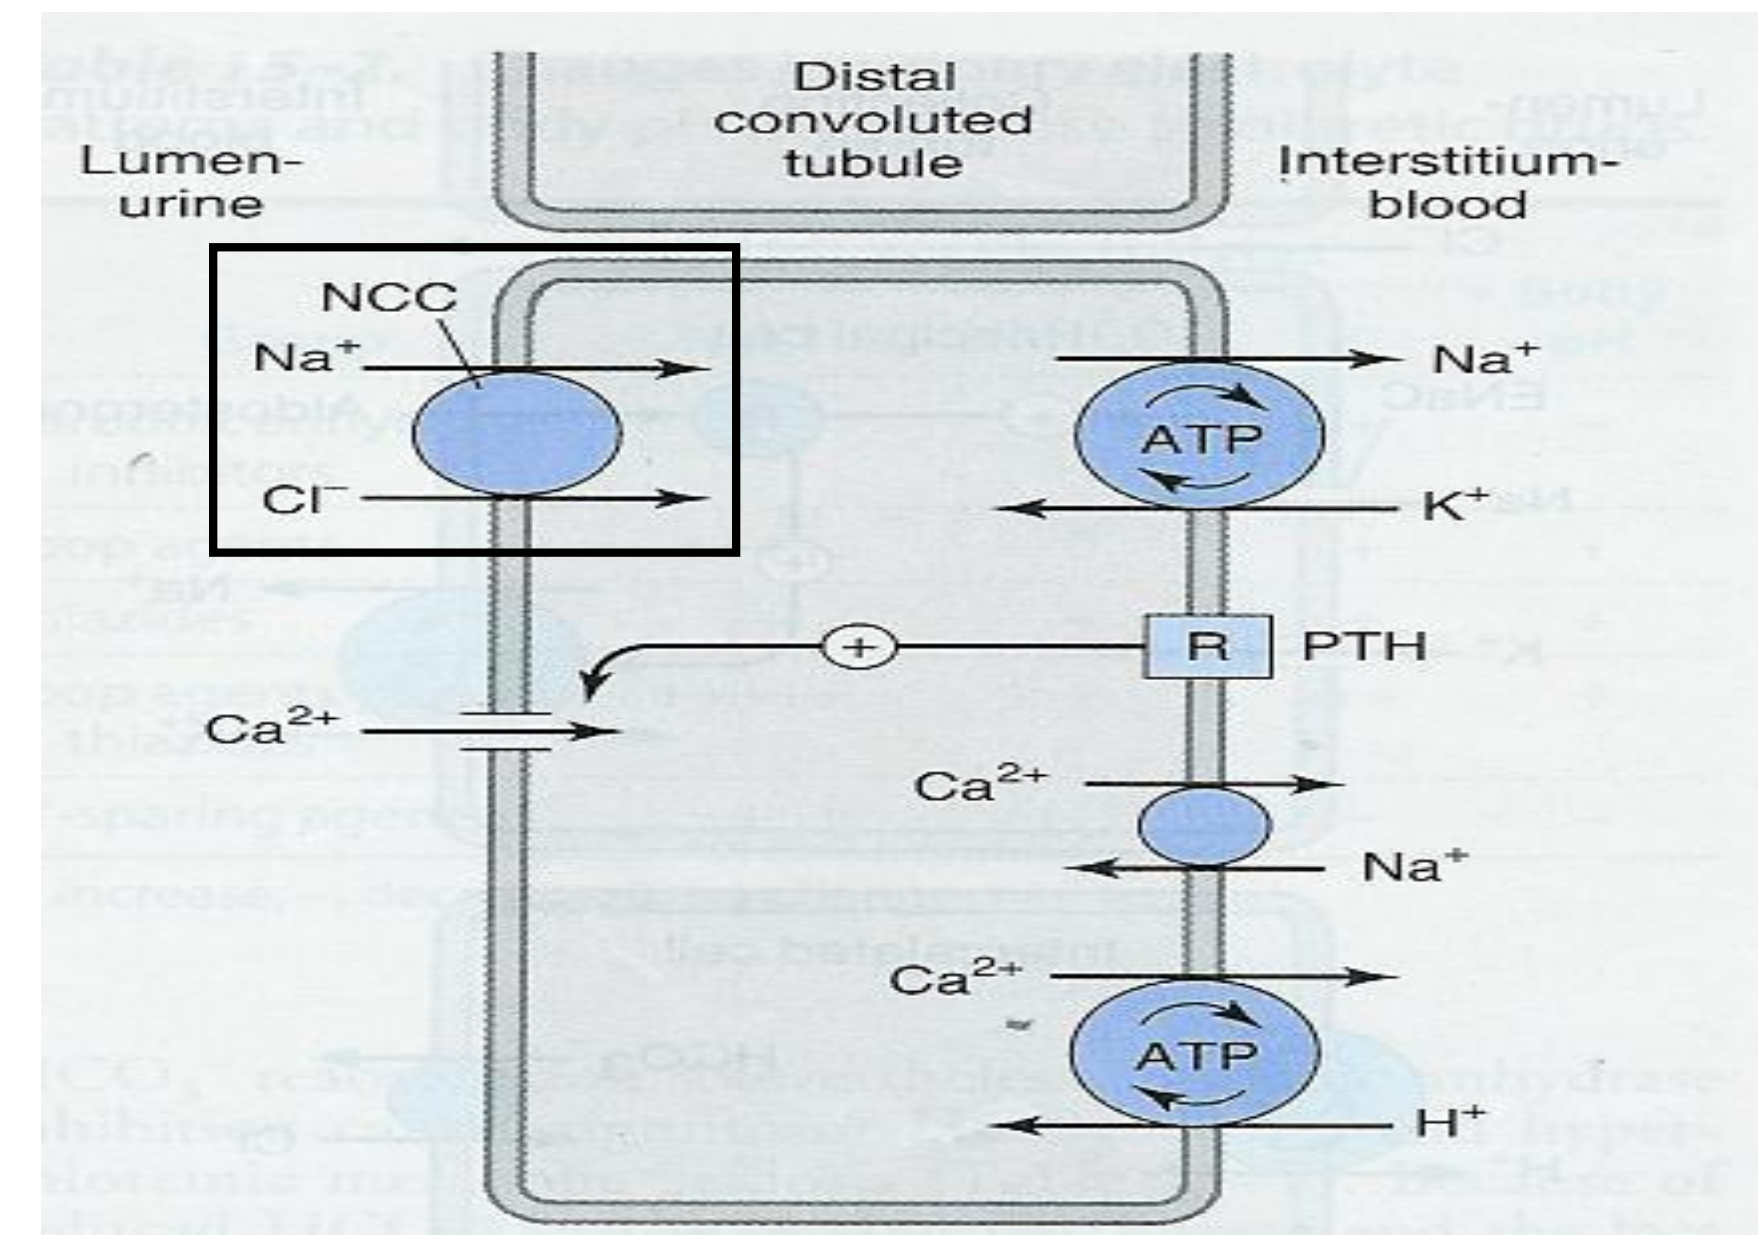 Distal
convoluted
tubule
Lumen-
urine
Interstitium-
blood
NCC
Na⁺
Cl⁻
Na⁺
ATP
K⁺
R PTH
+
Ca²⁺
Ca²⁺
Na⁺
Ca²⁺
ATP
H⁺